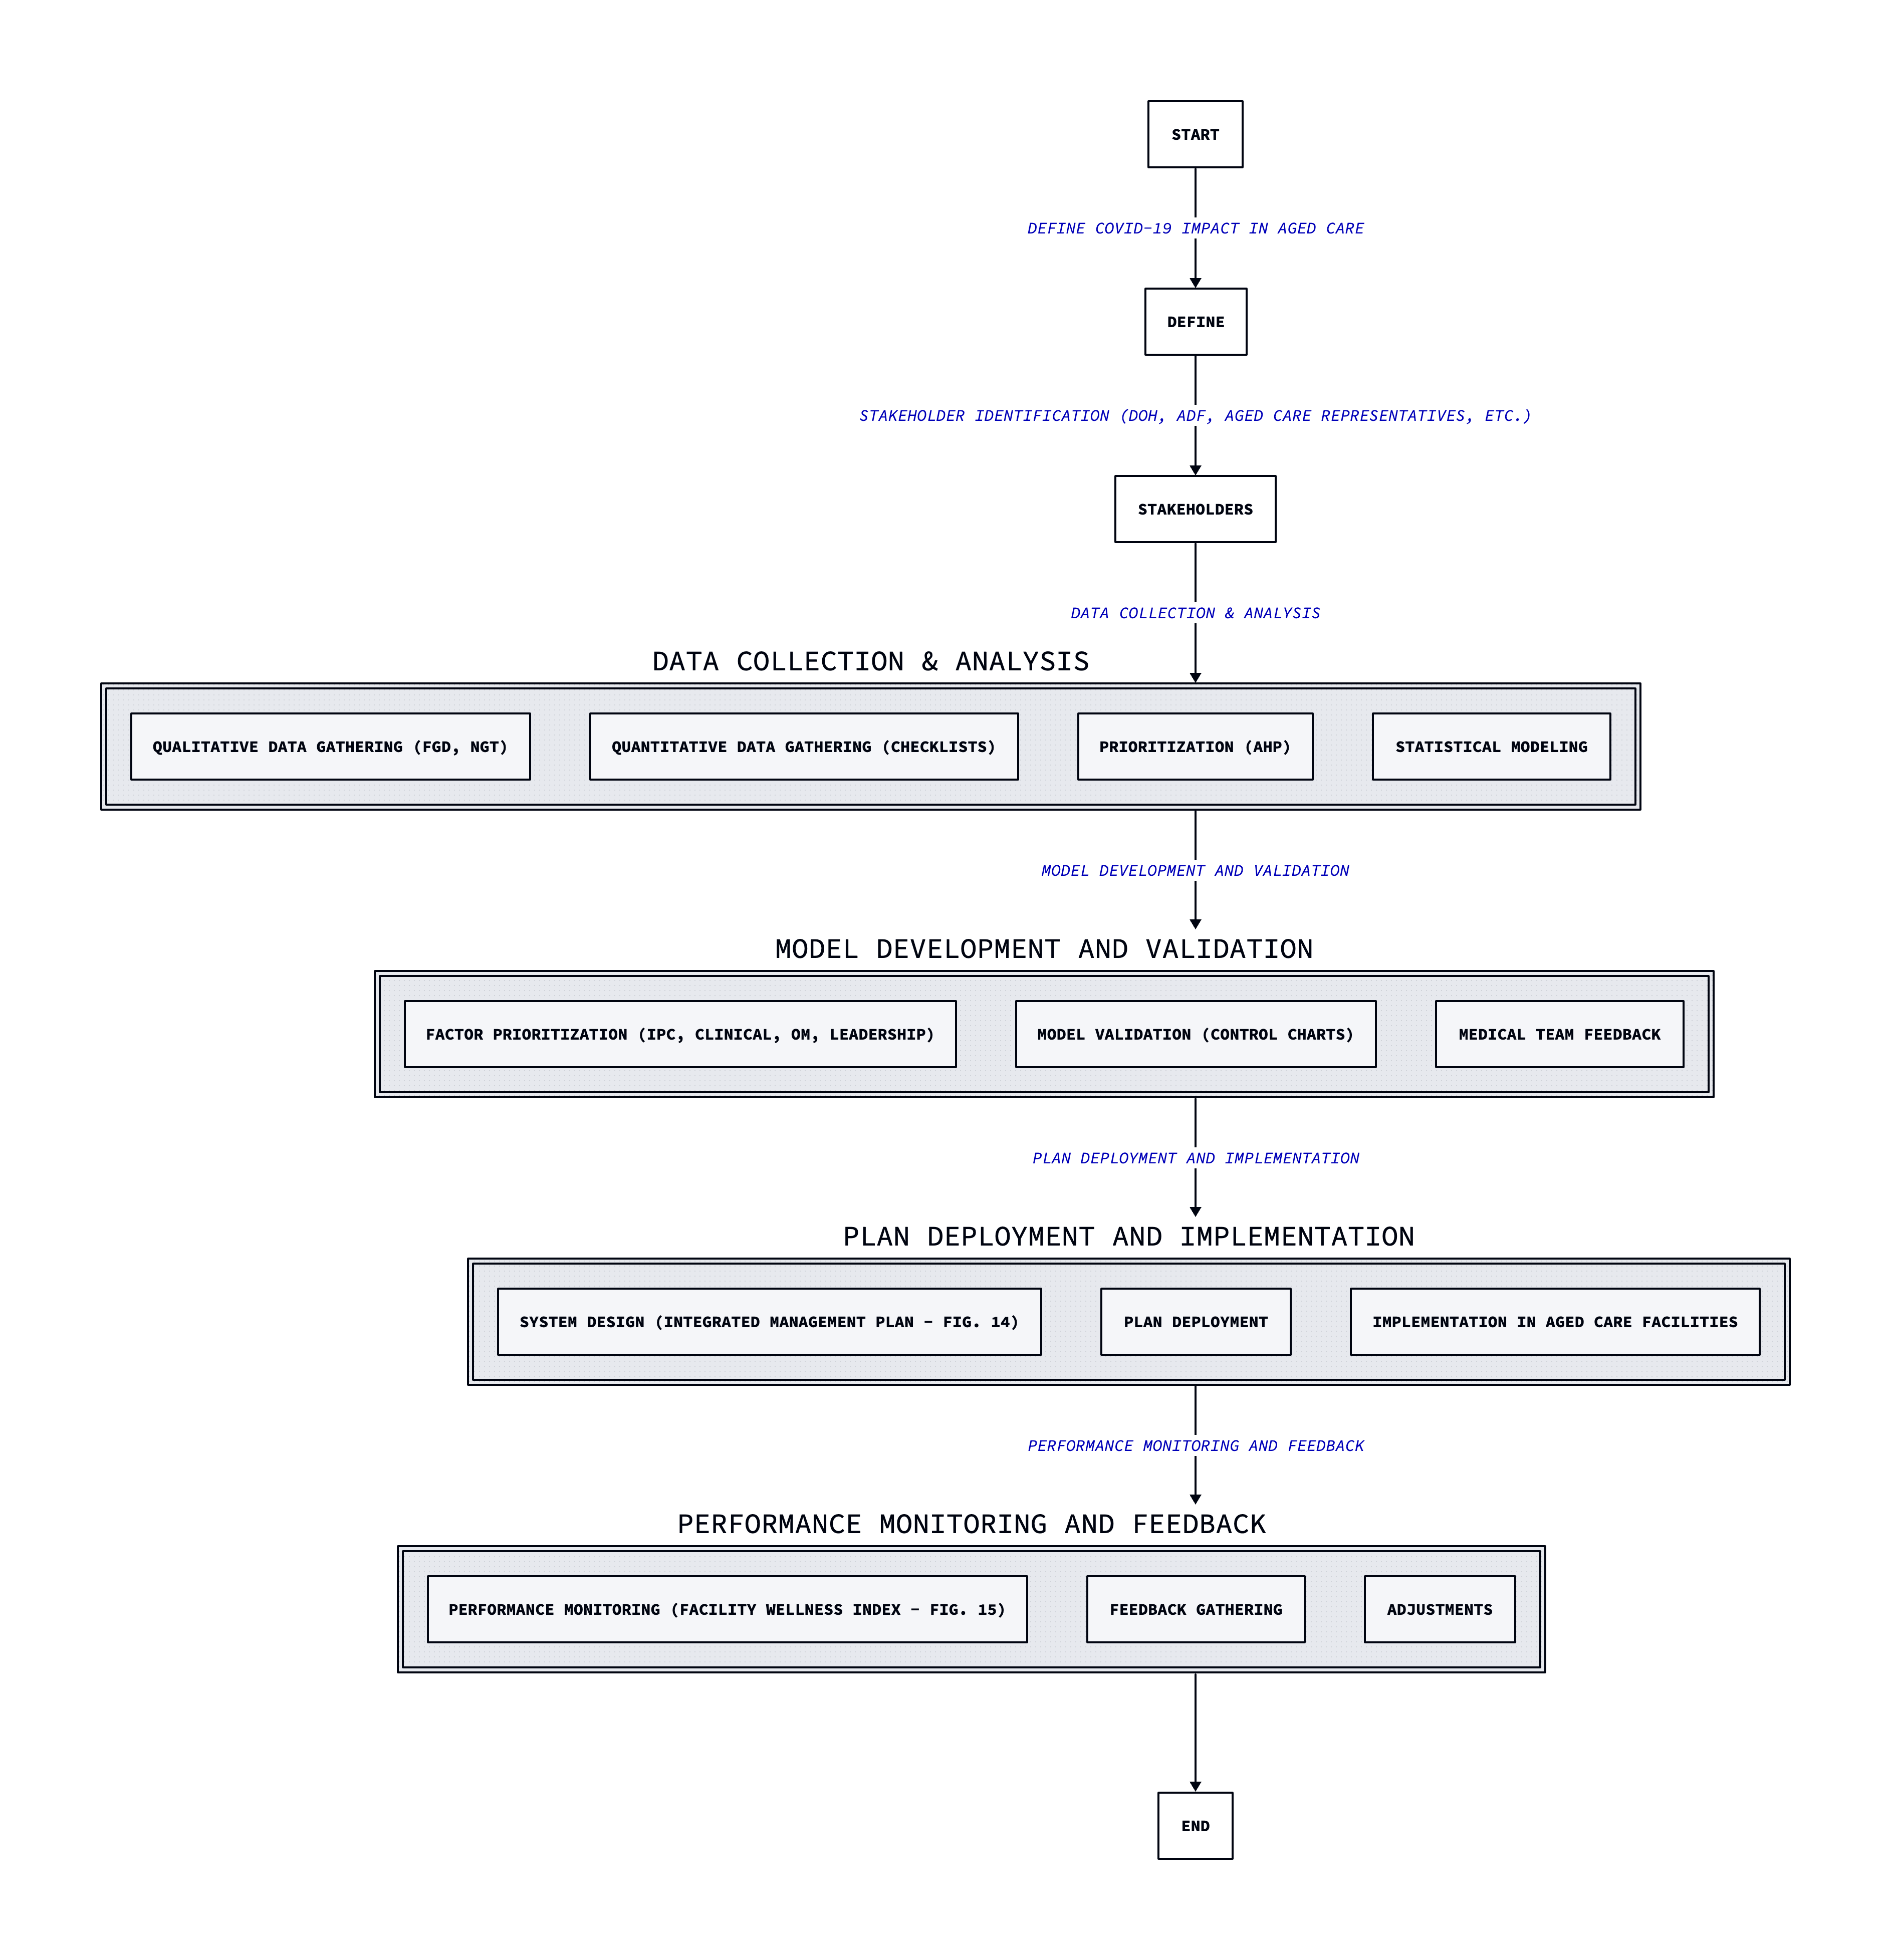 START
DEFINE COVID-19 IMPACT IN AGED CARE
DEFINE
STAKEHOLDER IDENTIFICATION (DOH, ADF, AGED CARE REPRESENTATIVES, ETC.)
STAKEHOLDERS
DATA COLLECTION & ANALYSIS
DATA COLLECTION & ANALYSIS
QUALITATIVE DATA GATHERING (FGD, NGT)
QUANTITATIVE DATA GATHERING (CHECKLISTS)
PRIORITIZATION (AHP)
STATISTICAL MODELING
MODEL DEVELOPMENT AND VALIDATION
MODEL DEVELOPMENT AND VALIDATION
FACTOR PRIORITIZATION (IPC, CLINICAL, OM, LEADERSHIP)
MODEL VALIDATION (CONTROL CHARTS)
MEDICAL TEAM FEEDBACK
PLAN DEPLOYMENT AND IMPLEMENTATION
PLAN DEPLOYMENT AND IMPLEMENTATION
SYSTEM DESIGN (INTEGRATED MANAGEMENT PLAN - FIG. 14)
PLAN DEPLOYMENT
IMPLEMENTATION IN AGED CARE FACILITIES
PERFORMANCE MONITORING AND FEEDBACK
PERFORMANCE MONITORING AND FEEDBACK
PERFORMANCE MONITORING (FACILITY WELLNESS INDEX - FIG. 15)
FEEDBACK GATHERING
ADJUSTMENTS
END